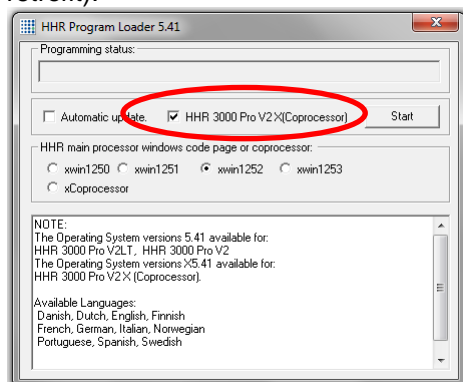 HHR Program Loader 5.41
Programming status:
Automatic update. HHR 3000 Pro V2 X(Coprocessor) Start
HHR main processor windows code page or coprocessor:
xwin1250 xwin1251 xwin1252 xwin1253
xCoprocessor
NOTE:
The Operating System versions 5.41 available for:
HHR 3000 Pro V2LT, HHR 3000 Pro V2
The Operating System versions X5.41 available for:
HHR 3000 Pro V2 X (Coprocessor).
Available Languages:
Danish, Dutch, English, Finnish
French, German, Italian, Norwegian
Portuguese, Spanish, Swedish